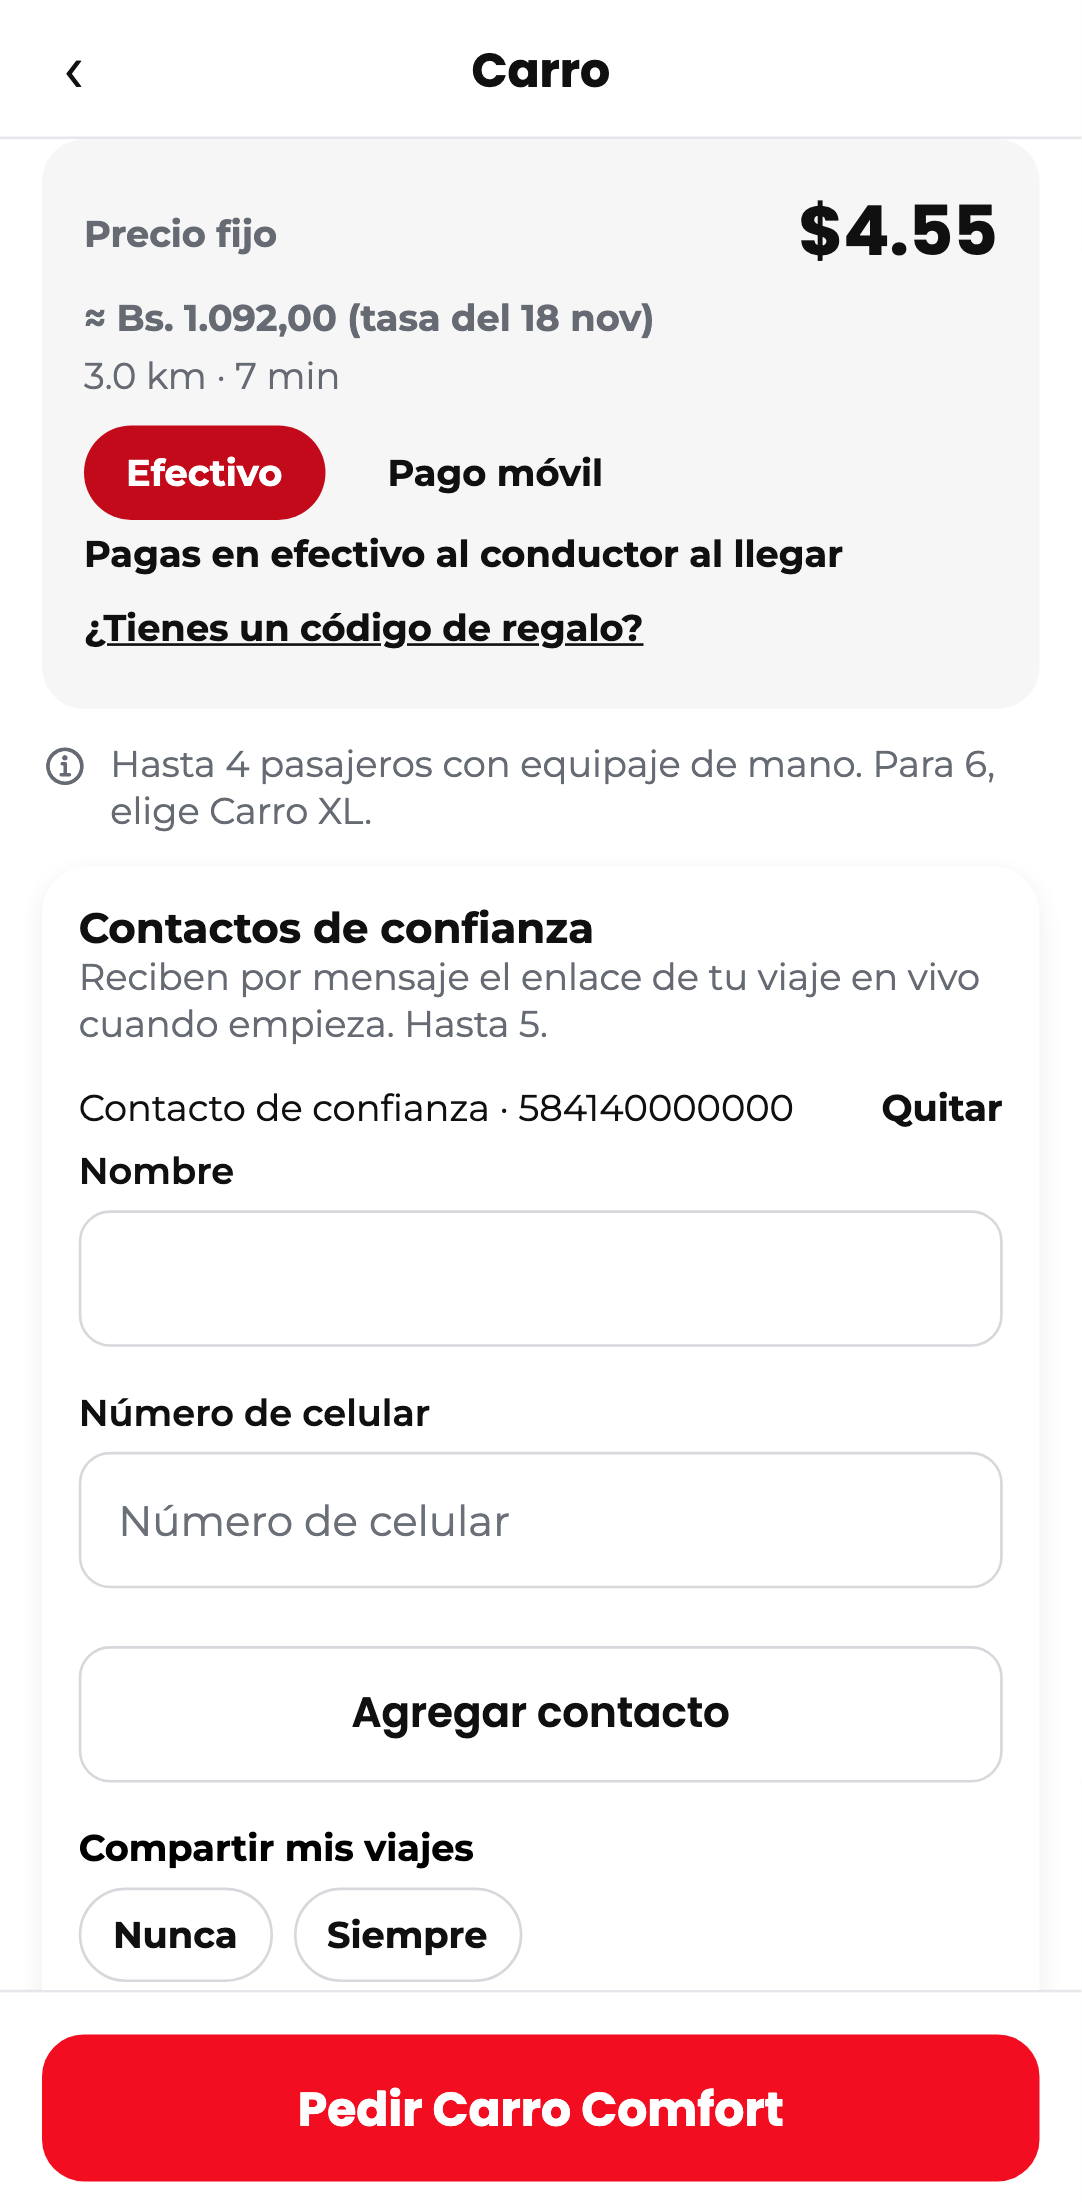 Carro
Precio fijo
$4.55
≈ Bs. 1.092,00 (tasa del 18 nov)
3.0 km · 7 min
Efectivo
Pago móvil
Pagas en efectivo al conductor al llegar
¿Tienes un código de regalo?
Hasta 4 pasajeros con equipaje de mano. Para 6,
elige Carro XL.
Contactos de confianza
Reciben por mensaje el enlace de tu viaje en vivo
cuando empieza. Hasta 5.
Contacto de confianza · 584140000000
Quitar
Nombre
Número de celular
Número de celular
Agregar contacto
Compartir mis viajes
Nunca
Siempre
Pedir Carro Comfort